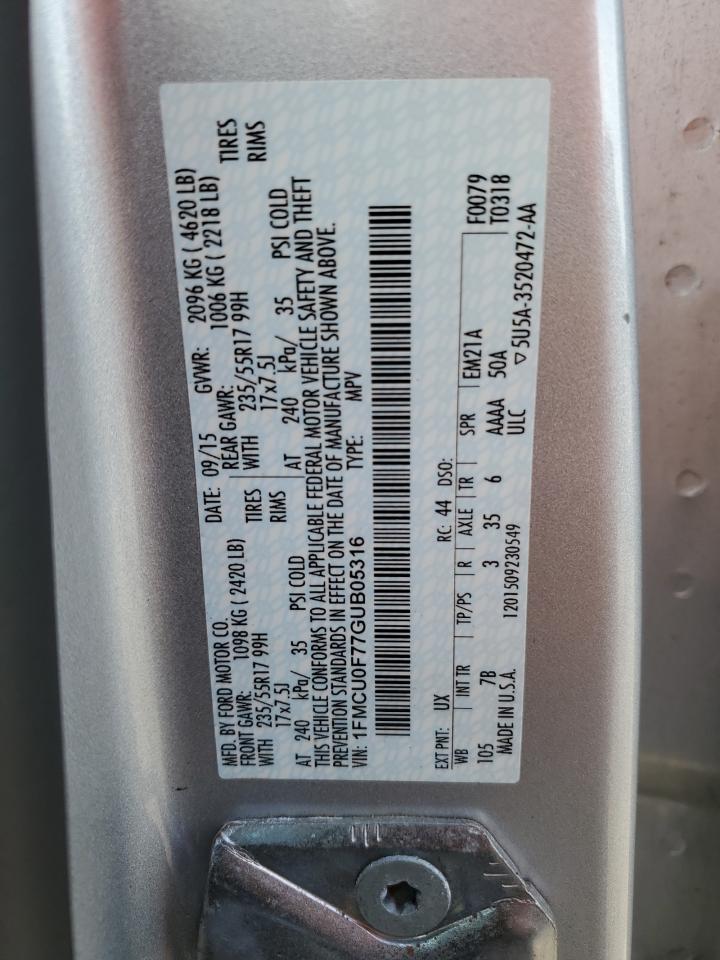 MFD. BY FORD MOTOR CO.
DATE: 09/15 GVWR: 2096 KG ( 4620 LB)
FRONT GAWR: 1098 KG ( 2420 LB) REAR GAWR: 1006 KG ( 2218 LB)
WITH 235/55R17 99H TIRES WITH 235/55R17 99H TIRES
17x7.5J RIMS 17x7.5J RIMS
AT 240 kPa/ 35 PSI COLD AT 240 kPa/ 35 PSI COLD
THIS VEHICLE CONFORMS TO ALL APPLICABLE FEDERAL MOTOR VEHICLE SAFETY AND THEFT
PREVENTION STANDARDS IN EFFECT ON THE DATE OF MANUFACTURE SHOWN ABOVE.
VIN: 1FMCU0F77GUB05316 TYPE: MPV
EXT PNT: UX RC: 44 DSO: F0079
WB INT TR TP/PS R AXLE TR SPR EM21A T0318
105 7B 3 35 6 AAAA 50A
MADE IN U.S.A. 1201509230549 ULC ▽5U5A-3520472-AA